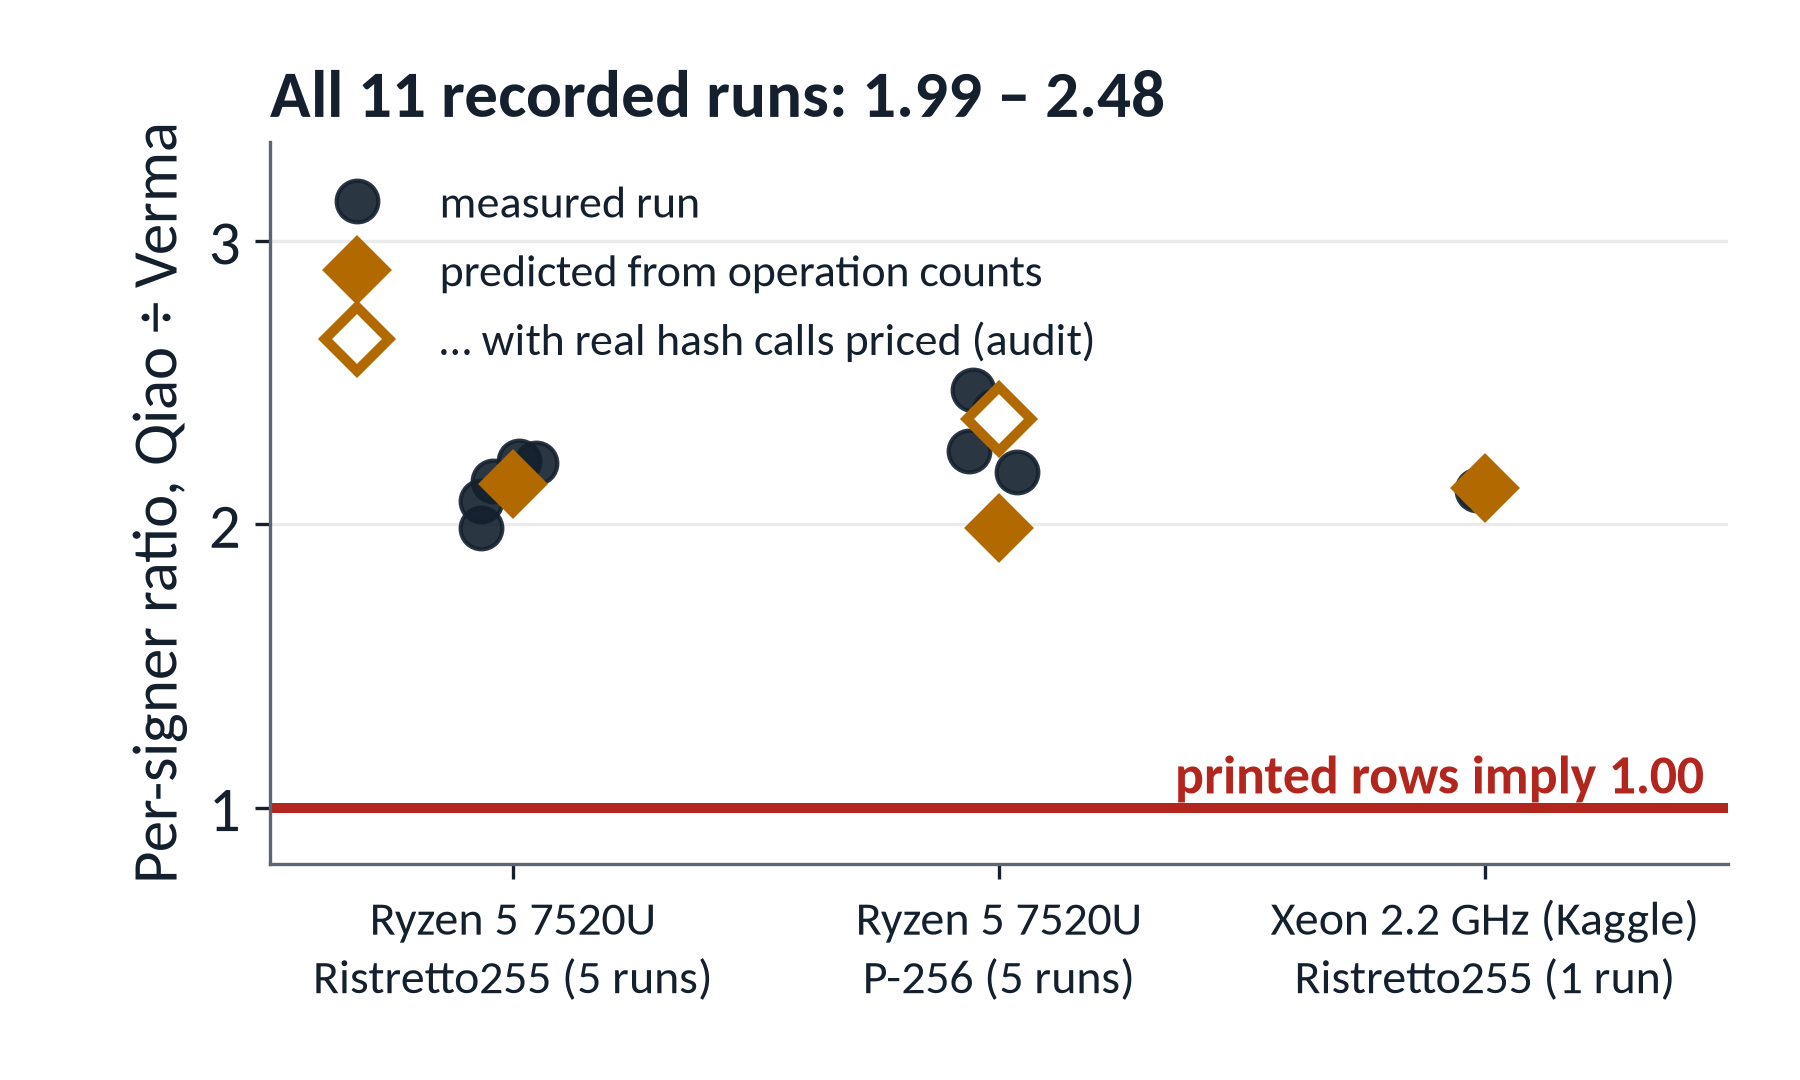 All 11 recorded runs: 1.99 – 2.48
Per-signer ratio, Qiao ÷ Verma
measured run
predicted from operation counts
... with real hash calls priced (audit)
3
2
1
printed rows imply 1.00
Ryzen 5 7520U
Ristretto255 (5 runs)
Ryzen 5 7520U
P-256 (5 runs)
Xeon 2.2 GHz (Kaggle)
Ristretto255 (1 run)